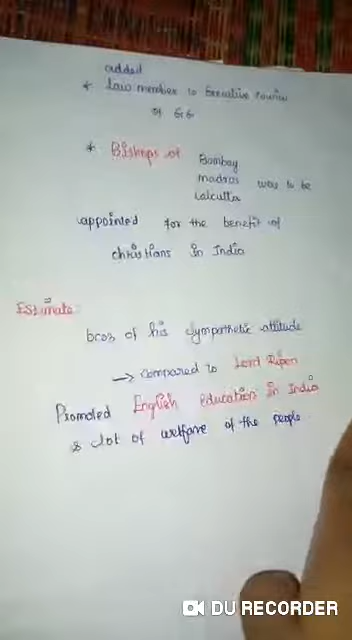 added
* Law member to Executive Council
of G.G
* Bishops of Bombay
madras was to be
Calcutta
appointed for the benefit of
christians in India
Estimate:
bcoz of his sympathetic attitude
→ compared to Lord Ripon
Promoted English education in India
& lot of welfare of the people.
DU RECORDER